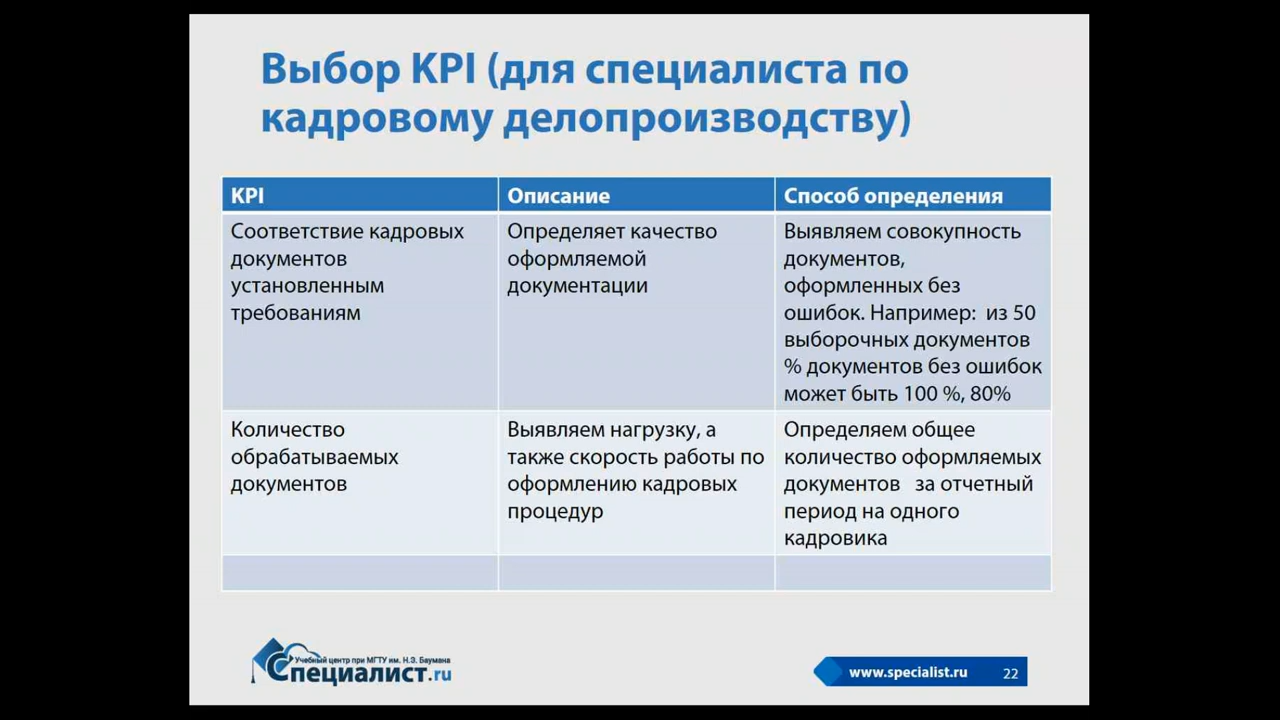 Выбор KPI (для специалиста по
кадровому делопроизводству)
KPI
Описание
Способ определения
Соответствие кадровых
документов
установленным
требованиям
Определяет качество
оформляемой
документации
Выявляем совокупность
документов,
оформленных без
ошибок. Например: из 50
выборочных документов
% документов без ошибок
может быть 100 %, 80%
Количество
обрабатываемых
документов
Выявляем нагрузку, а
также скорость работы по
оформлению кадровых
процедур
Определяем общее
количество оформляемых
документов за отчетный
период на одного
кадровика
Учебный центр при МГТУ им. Н.Э. Баумана
Специалист.ru
www.specialist.ru
22